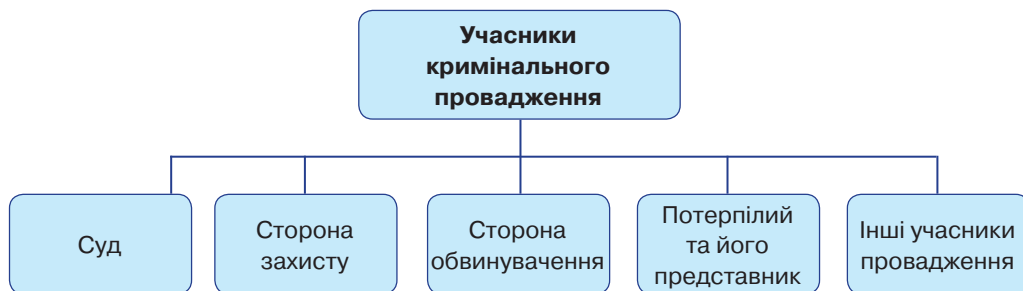 Учасники
кримінального
провадження
Суд
Сторона
захисту
Сторона
обвинувачення
Потерпілий
та його
представник
Інші учасники
провадження